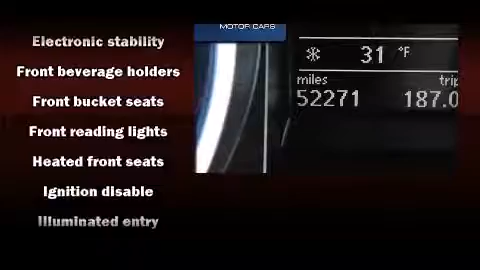 Electronic stability
Front beverage holders
Front bucket seats
Front reading lights
Heated front seats
Ignition disable
Illuminated entry
MOTOR CARS
31 °F
miles trip
52271 187.0